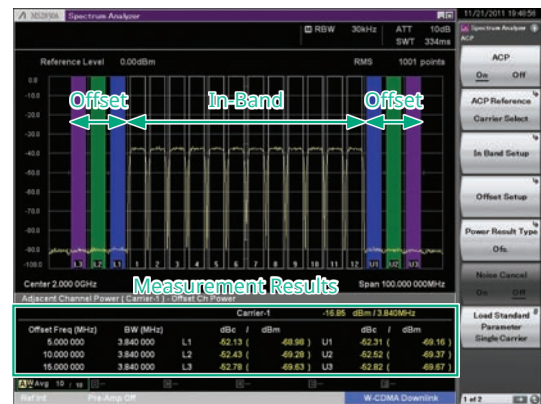 MS2690A Spectrum Analyzer
11/21/2011 19:48:56
RBW 30kHz ATT 10dB
SWT 334ms
Reference Level 0.00dBm RMS 1001 points
Spectrum Analyzer
ACP
ACP
On Off
ACP Reference
Carrier Select
In Band Setup
Offset Setup
Power Result Type
Ofs.
Noise Cancel
On Off
Load Standard
Parameter
Single Carrier
1 of 2
0.0
-10.0
-20.0
-30.0
-40.0
-50.0
-60.0
-70.0
-80.0
-90.0
-100.0
Offset In-Band Offset
L3 L2 L1 1 2 3 4 5 6 7 8 9 10 11 12 U1 U2 U3
Center 2.000 0GHz Span 100.000 000MHz
Measurement Results
Adjacent Channel Power ( Carrier-1 ) - Offset Ch Power
Carrier-1 -16.85 dBm / 3.840MHz
Offset Freq (MHz) BW (MHz) dBc / dBm dBc / dBm
5.000 000 3.840 000 L1 -52.13 ( -68.98 ) U1 -52.31 ( -69.16 )
10.000 000 3.840 000 L2 -52.43 ( -69.28 ) U2 -52.52 ( -69.37 )
15.000 000 3.840 000 L3 -52.78 ( -69.63 ) U3 -52.82 ( -69.67 )
Avg 10 / 10
Ref.Int Pre-Amp Off W-CDMA Downlink